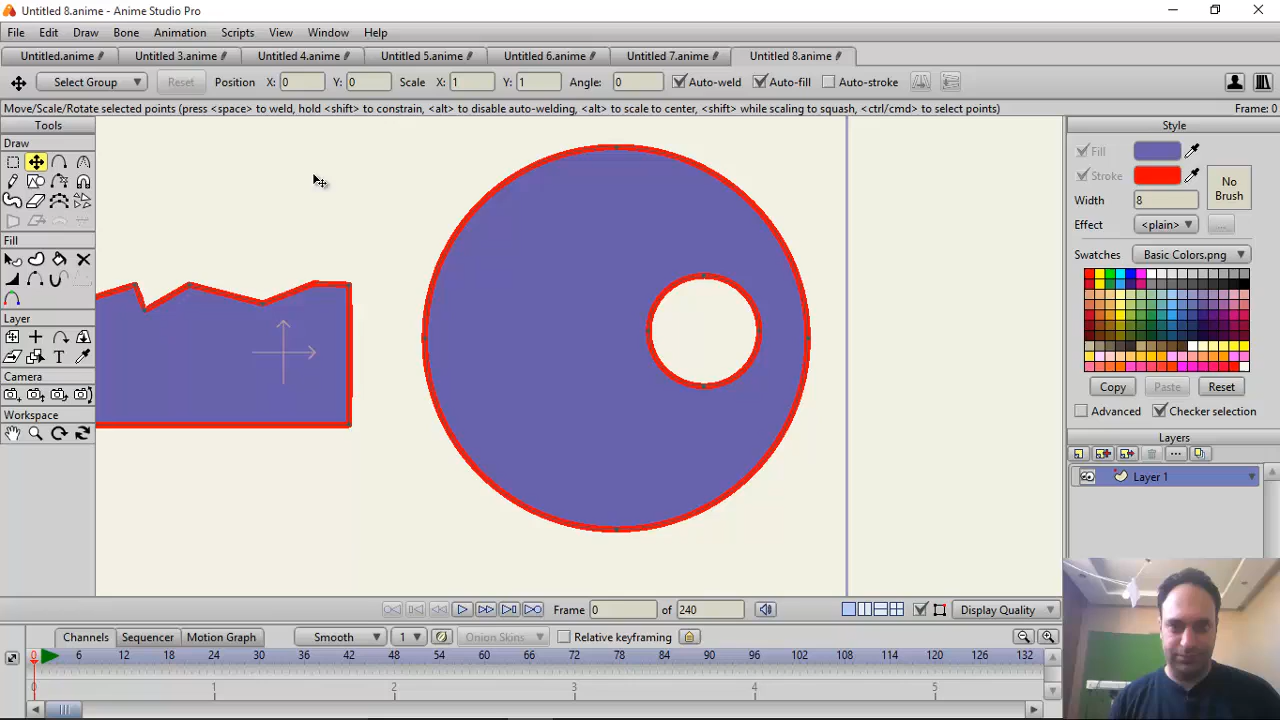 Untitled 8.anime - Anime Studio Pro
File Edit Draw Bone Animation Scripts View Window Help
Untitled.anime Untitled 3.anime Untitled 4.anime Untitled 5.anime Untitled 6.anime Untitled 7.anime Untitled 8.anime
Select Group Reset Position X: 0 Y: 0 Scale X: 1 Y: 1 Angle: 0 Auto-weld Auto-fill Auto-stroke
Move/Scale/Rotate selected points (press <space> to weld, hold <shift> to constrain, <alt> to disable auto-welding, <alt> to scale to center, <shift> while scaling to squash, <ctrl/cmd> to select points) Frame: 0
Tools
Draw
Fill
Layer
Camera
Workspace
Style
Fill
Stroke
No Brush
Width 8
Effect <plain> ...
Swatches Basic Colors.png
Copy Paste Reset
Advanced Checker selection
Layers
Layer 1
Frame 0 of 240 Display Quality
Channels Sequencer Motion Graph Smooth 1 Onion Skins Relative keyframing
0 6 12 18 24 30 36 42 48 54 60 66 72 78 84 90 96 102 108 114 120 126 132
0 1 2 3 4 5